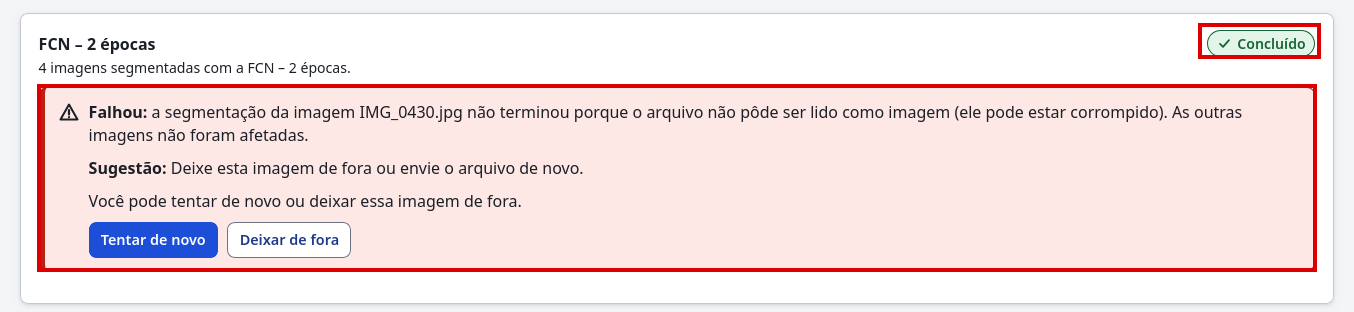 FCN – 2 épocas
Concluído
4 imagens segmentadas com a FCN – 2 épocas.
Falhou: a segmentação da imagem IMG_0430.jpg não terminou porque o arquivo não pôde ser lido como imagem (ele pode estar corrompido). As outras
imagens não foram afetadas.
Sugestão: Deixe esta imagem de fora ou envie o arquivo de novo.
Você pode tentar de novo ou deixar essa imagem de fora.
Tentar de novo
Deixar de fora